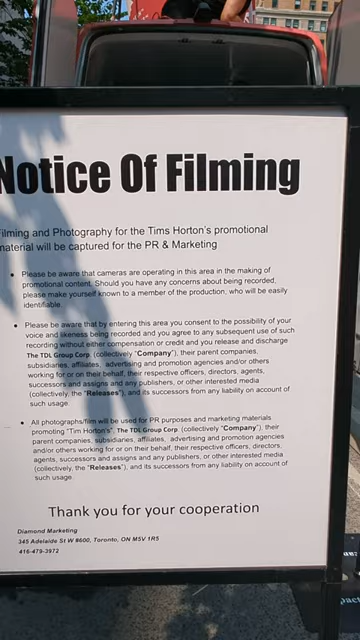 Notice Of Filming
ilming and Photography for the Tims Horton's promotional
material will be captured for the PR & Marketing
• Please be aware that cameras are operating in this area in the making of
promotional content. Should you have any concerns about being recorded,
please make yourself known to a member of the production, who will be easily
identifiable.
• Please be aware that by entering this area you consent to the possibility of your
voice and likeness being recorded and you agree to any subsequent use of such
recording without either compensation or credit and you release and discharge
The TDL Group Corp. (collectively "Company"), their parent companies,
subsidiaries, affiliates, advertising and promotion agencies and/or others
working for or on their behalf, their respective officers, directors, agents,
successors and assigns and any publishers, or other interested media
(collectively, the "Releases"), and its successors from any liability on account of
such usage.
• All photographs/film will be used for PR purposes and marketing materials
promoting "Tim Horton's". The TDL Group Corp. (collectively "Company"), their
parent companies, subsidiaries, affiliates, advertising and promotion agencies
and/or others working for or on their behalf, their respective officers, directors,
agents, successors and assigns and any publishers, or other interested media
(collectively, the "Releases"), and its successors from any liability on account of
such usage.
Thank you for your cooperation
Diamond Marketing
345 Adelaide St W #600, Toronto, ON M5V 1R5
416-479-3972